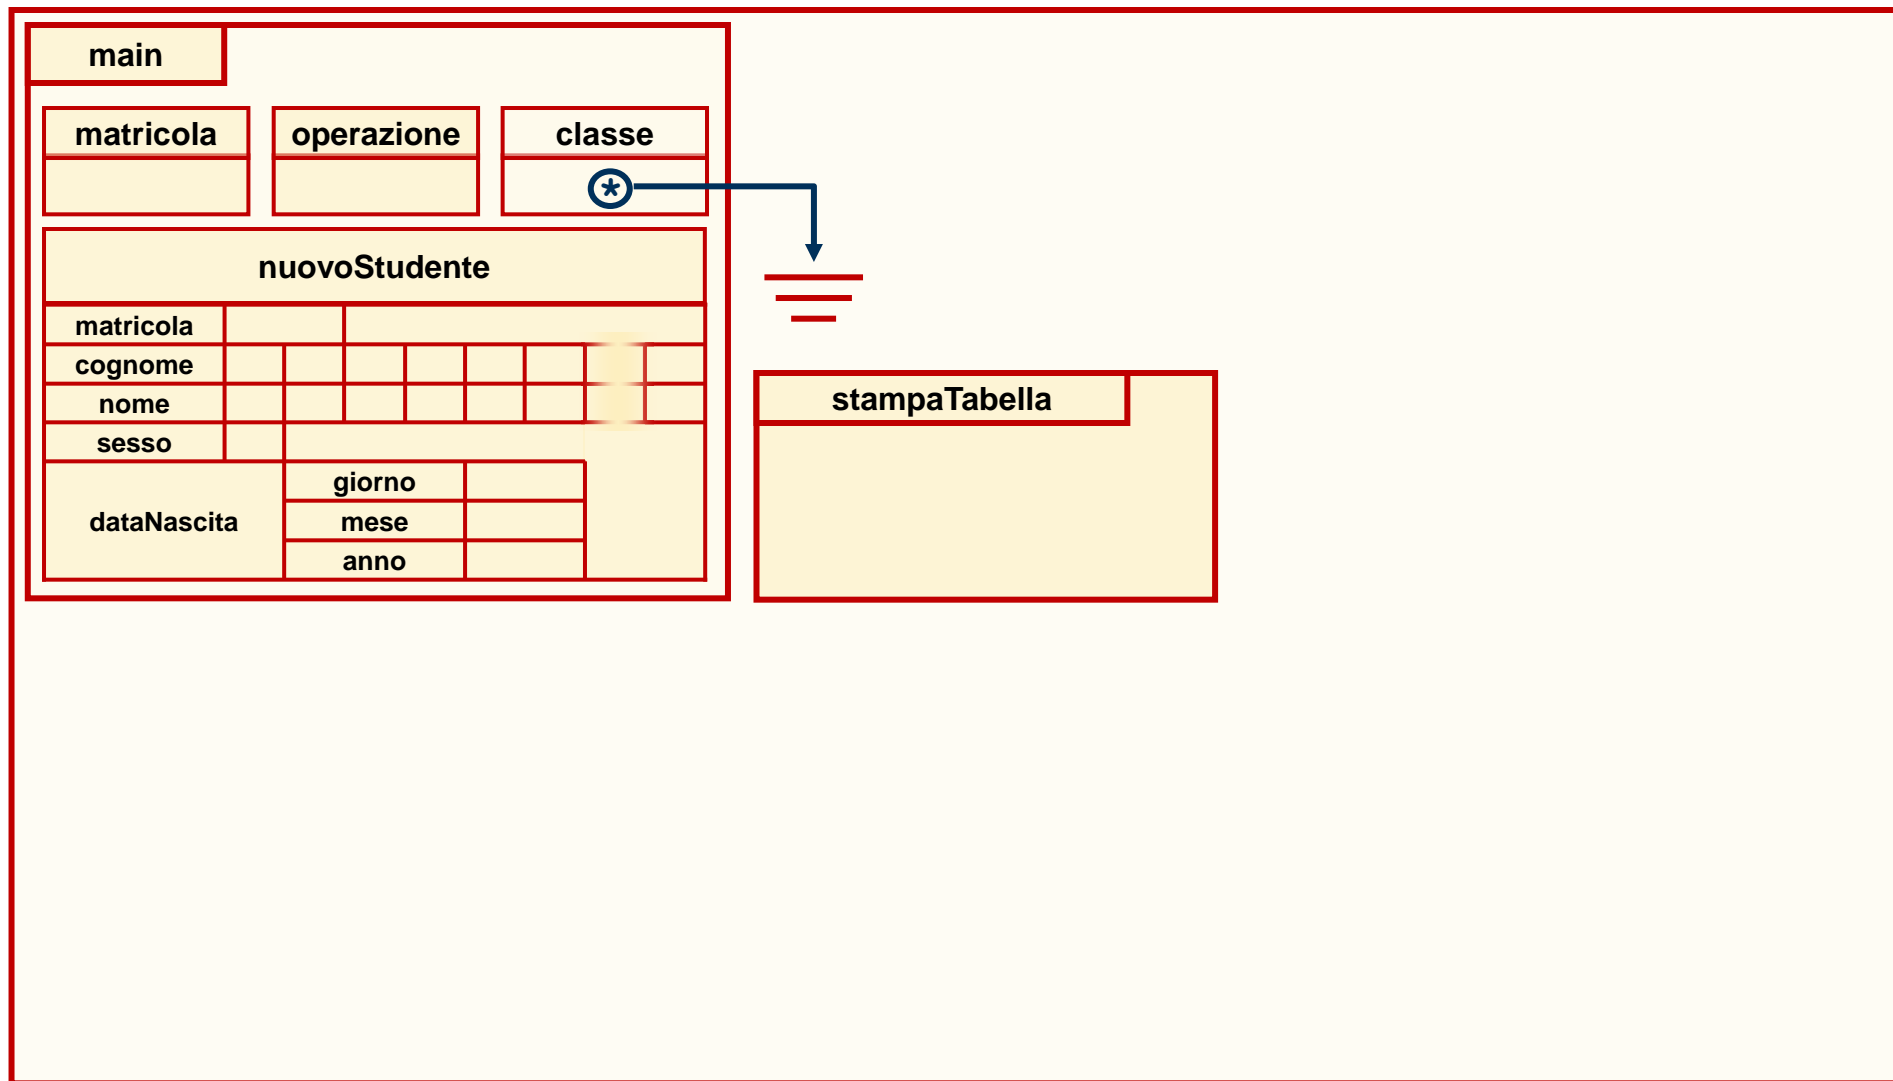 main
matricola operazione classe
*
nuovoStudente
matricola
cognome
nome
sesso
dataNascita
giorno
mese
anno
stampaTabella